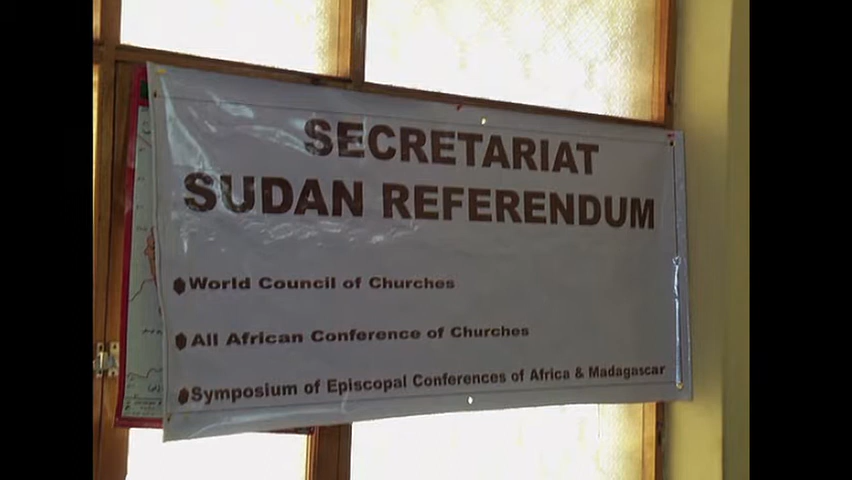 SECRETARIAT
SUDAN REFERENDUM
World Council of Churches
All African Conference of Churches
Symposium of Episcopal Conferences of Africa & Madagascar